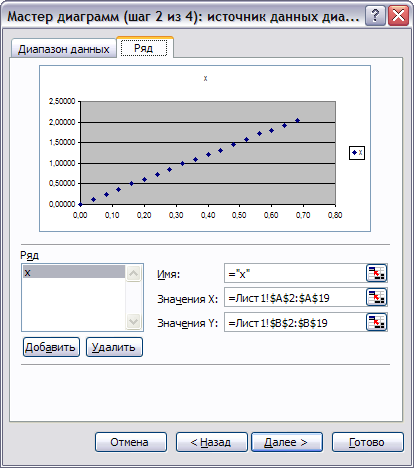 Мастер диаграмм (шаг 2 из 4): источник данных диа...
Диапазон данных
Ряд
x
2,50000
2,00000
1,50000
1,00000
0,50000
0,00000
0,00 0,10 0,20 0,30 0,40 0,50 0,60 0,70 0,80
x
Ряд
x
Имя: ="x"
Значения X: =Лист1!$A$2:$A$19
Значения Y: =Лист1!$B$2:$B$19
Добавить Удалить
Отмена < Назад Далее > Готово